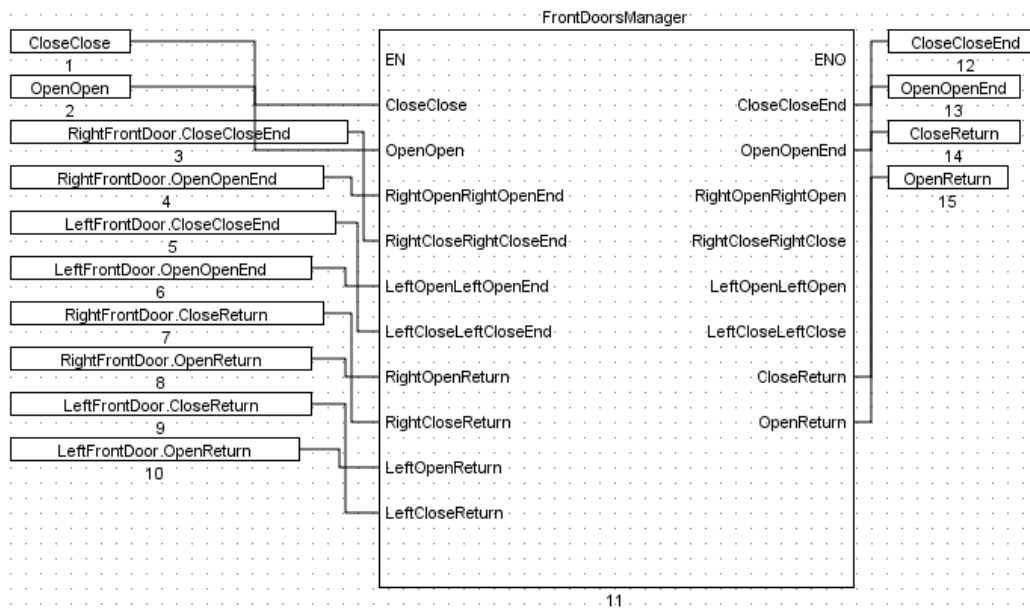 FrontDoorsManager
CloseClose
1
OpenOpen
2
RightFrontDoor.CloseCloseEnd
3
RightFrontDoor.OpenOpenEnd
4
LeftFrontDoor.CloseCloseEnd
5
LeftFrontDoor.OpenOpenEnd
6
RightFrontDoor.CloseReturn
7
RightFrontDoor.OpenReturn
8
LeftFrontDoor.CloseReturn
9
LeftFrontDoor.OpenReturn
10
EN
CloseClose
OpenOpen
RightOpenRightOpenEnd
RightCloseRightCloseEnd
LeftOpenLeftOpenEnd
LeftCloseLeftCloseEnd
RightOpenReturn
RightCloseReturn
LeftOpenReturn
LeftCloseReturn
ENO
CloseCloseEnd
OpenOpenEnd
RightOpenRightOpen
RightCloseRightClose
LeftOpenLeftOpen
LeftCloseLeftClose
CloseReturn
OpenReturn
11
CloseCloseEnd
12
OpenOpenEnd
13
CloseReturn
14
OpenReturn
15